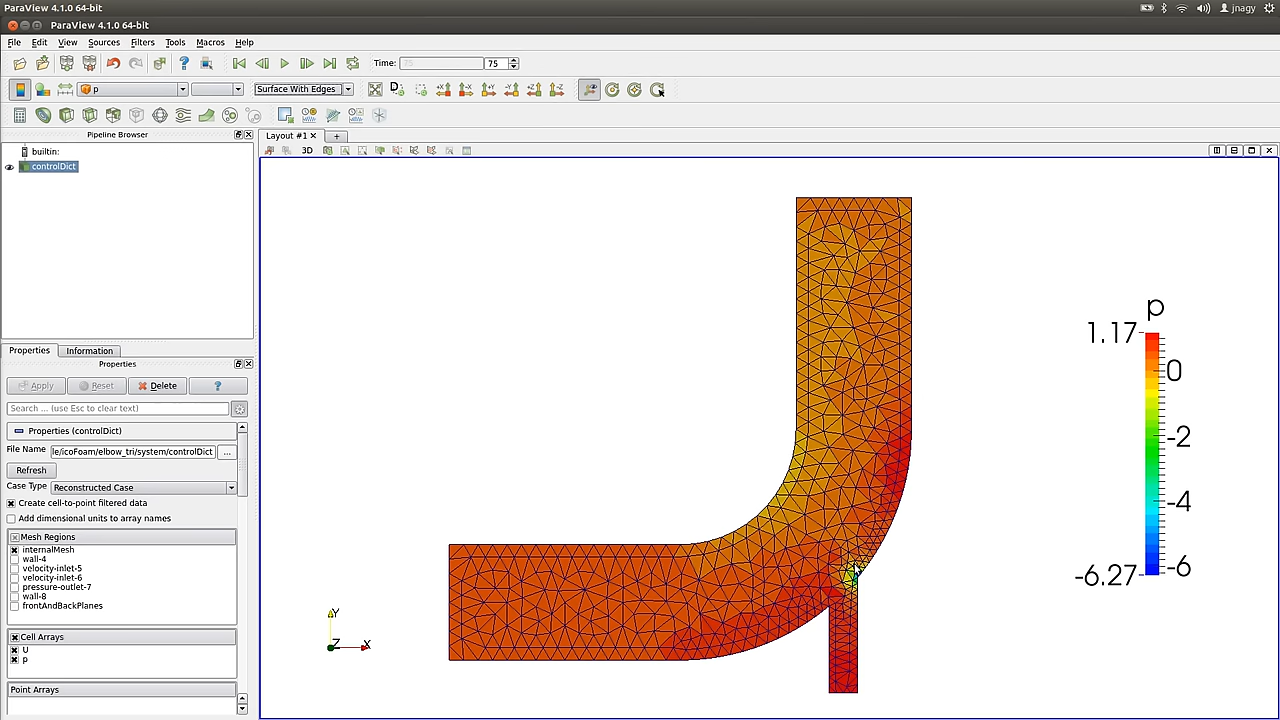 ParaView 4.1.0 64-bit
jnagy
ParaView 4.1.0 64-bit
File Edit View Sources Filters Tools Macros Help
Time: 75 75
p Surface With Edges
Pipeline Browser
Layout #1
3D
builtin:
controlDict
p
1.17
0
-2
-4
-6
-6.27
Y
Z X
Properties Information
Properties
Apply Reset Delete ?
Search ... (use Esc to clear text)
Properties (controlDict)
File Name le/icoFoam/elbow_tri/system/controlDict ...
Refresh
Case Type Reconstructed Case
Create cell-to-point filtered data
Add dimensional units to array names
Mesh Regions
internalMesh
wall-4
velocity-inlet-5
velocity-inlet-6
pressure-outlet-7
wall-8
frontAndBackPlanes
Cell Arrays
U
p
Point Arrays